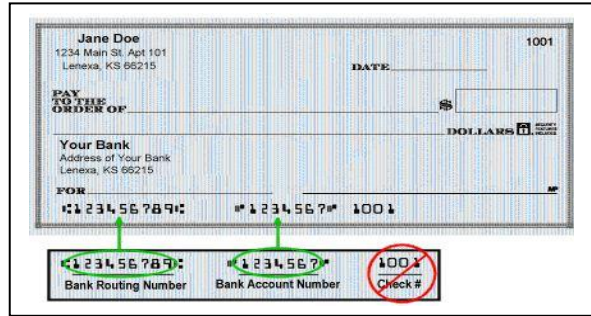 Jane Doe
1001
1234 Main St. Apt 101
Lenexa, KS 66215
DATE
PAY
TO THE
ORDER OF
$
DOLLARS
Your Bank
Address of Your Bank
Lenexa, KS 66215
FOR
MP
⑆123456789⑆ ⑈1234567⑈ 1001
⑆123456789⑆ ⑈1234567⑈ 1001
Bank Routing Number Bank Account Number Check #